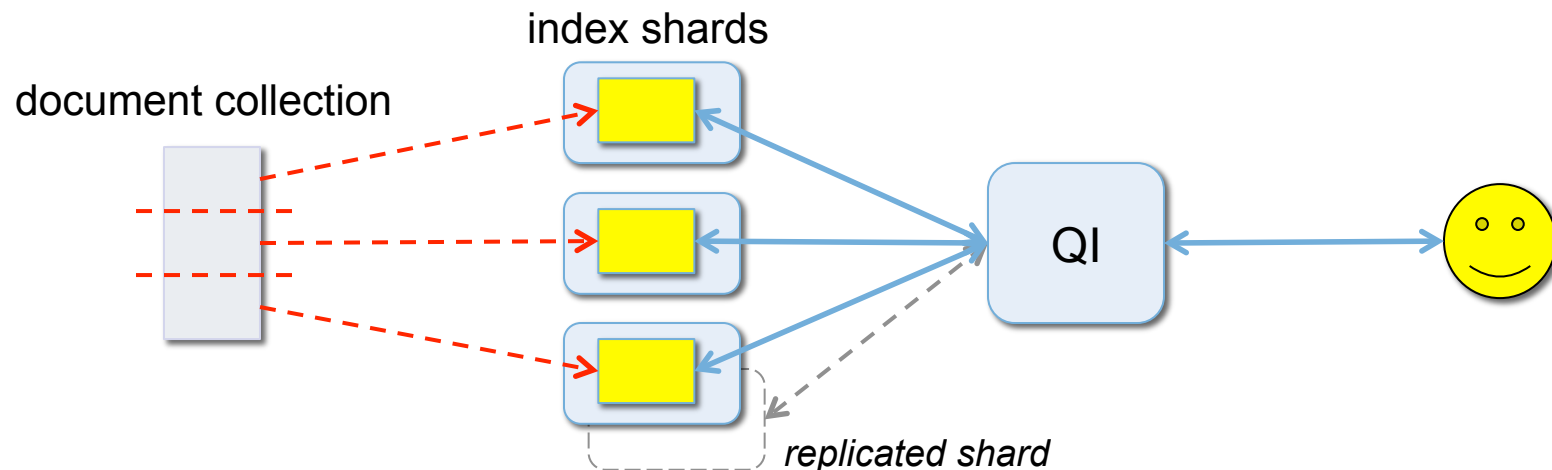 index shards
document collection
QI
replicated shard